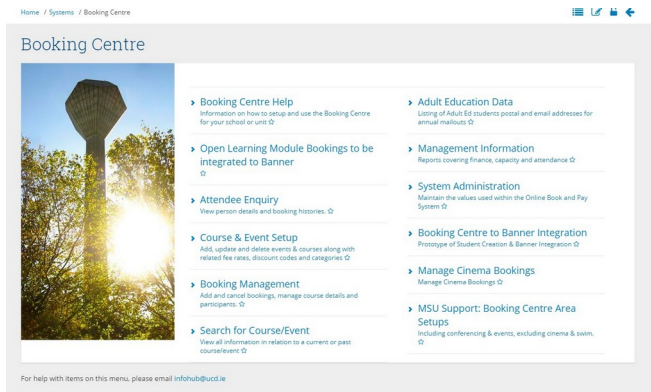 Home / Systems / Booking Centre
Booking Centre
Booking Centre Help
Information on how to setup and use the Booking Centre
for your school or unit
Open Learning Module Bookings to be
integrated to Banner
Attendee Enquiry
View person details and booking histories.
Course & Event Setup
Add, update and delete events & courses along with
related fee rates, discount codes and categories
Booking Management
Add and cancel bookings, manage course details and
participants.
Search for Course/Event
View all information in relation to a current or past
course/event
Adult Education Data
Listing of Adult Ed students postal and email addresses for
annual mailouts
Management Information
Reports covering finance, capacity and attendance
System Administration
Maintain the values used within the Online Book and Pay
System
Booking Centre to Banner Integration
Prototype of Student Creation & Banner Integration
Manage Cinema Bookings
Manage Cinema Bookings
MSU Support: Booking Centre Area
Setups
Including conferencing & events, excluding cinema & swim.
For help with items on this menu, please email infohub@ucd.ie